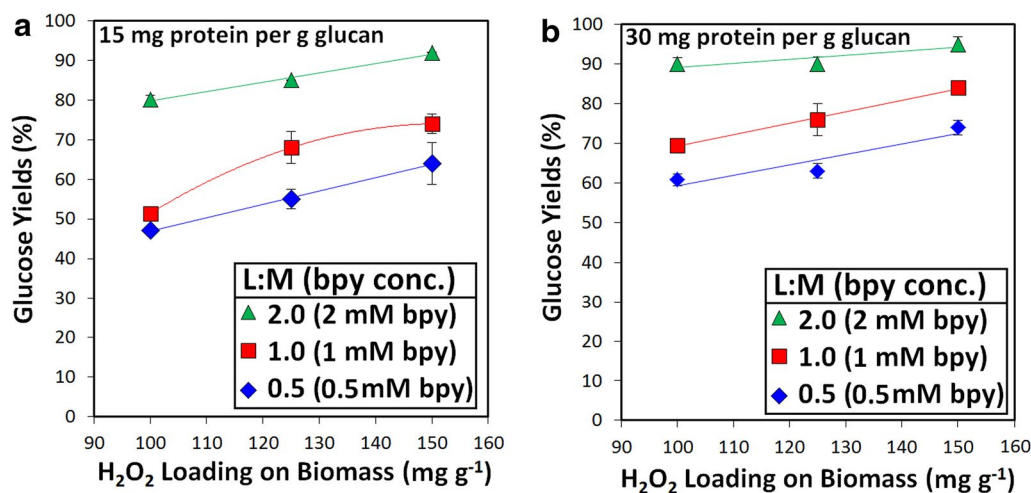 a
15 mg protein per g glucan
Glucose Yields (%)
100
90
80
70
60
50
40
30
20
10
0
L:M (bpy conc.)
2.0 (2 mM bpy)
1.0 (1 mM bpy)
0.5 (0.5mM bpy)
90 100 110 120 130 140 150 160
H₂O₂ Loading on Biomass (mg g⁻¹)
b
30 mg protein per g glucan
Glucose Yields (%)
100
90
80
70
60
50
40
30
20
10
0
L:M (bpy conc.)
2.0 (2 mM bpy)
1.0 (1 mM bpy)
0.5 (0.5mM bpy)
90 100 110 120 130 140 150 160
H₂O₂ Loading on Biomass (mg g⁻¹)